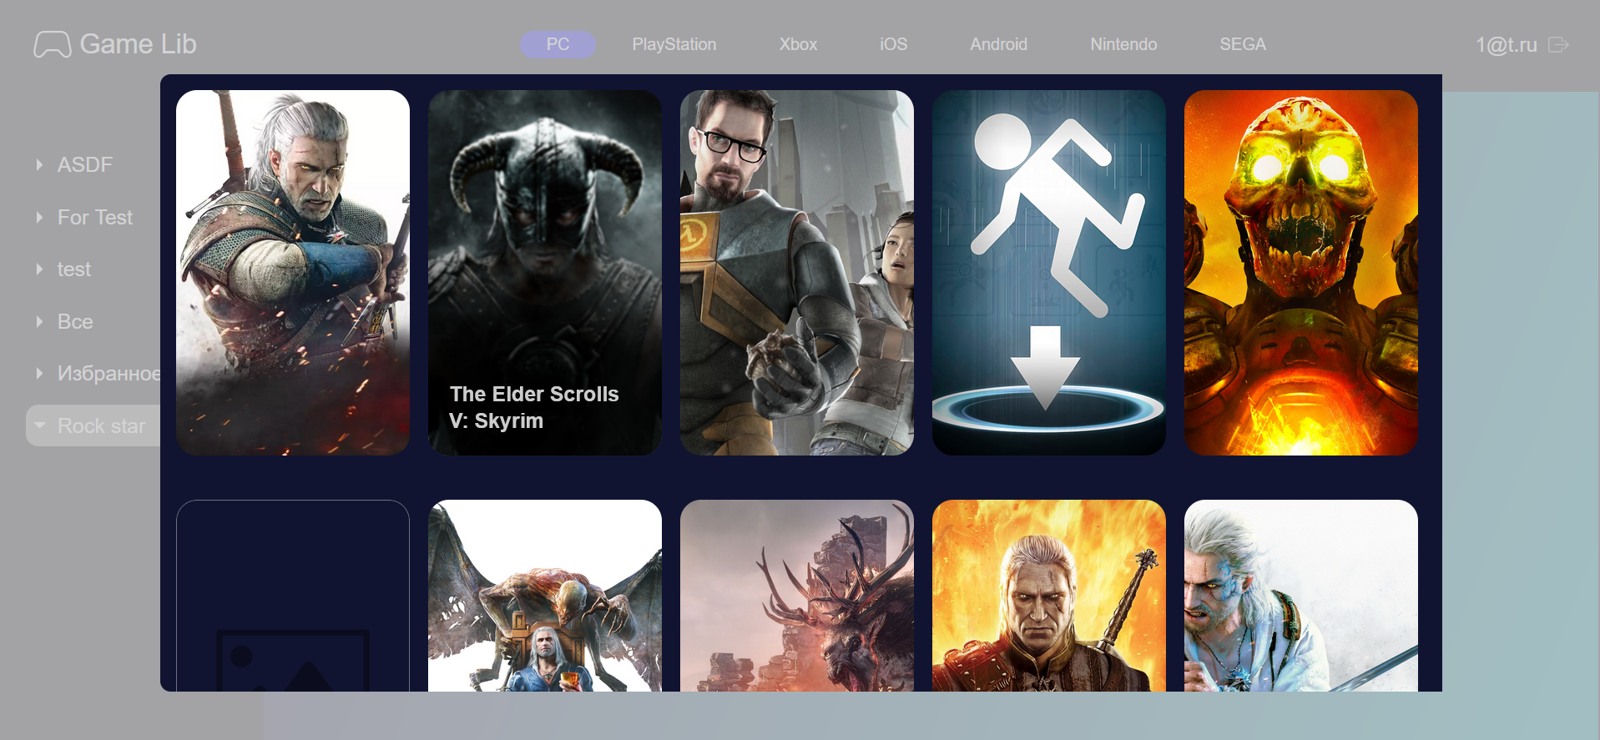 Game Lib
PC
PlayStation
Xbox
iOS
Android
Nintendo
SEGA
1@t.ru
ASDF
For Test
test
Все
Избранное
Rock star
The Elder Scrolls
V: Skyrim